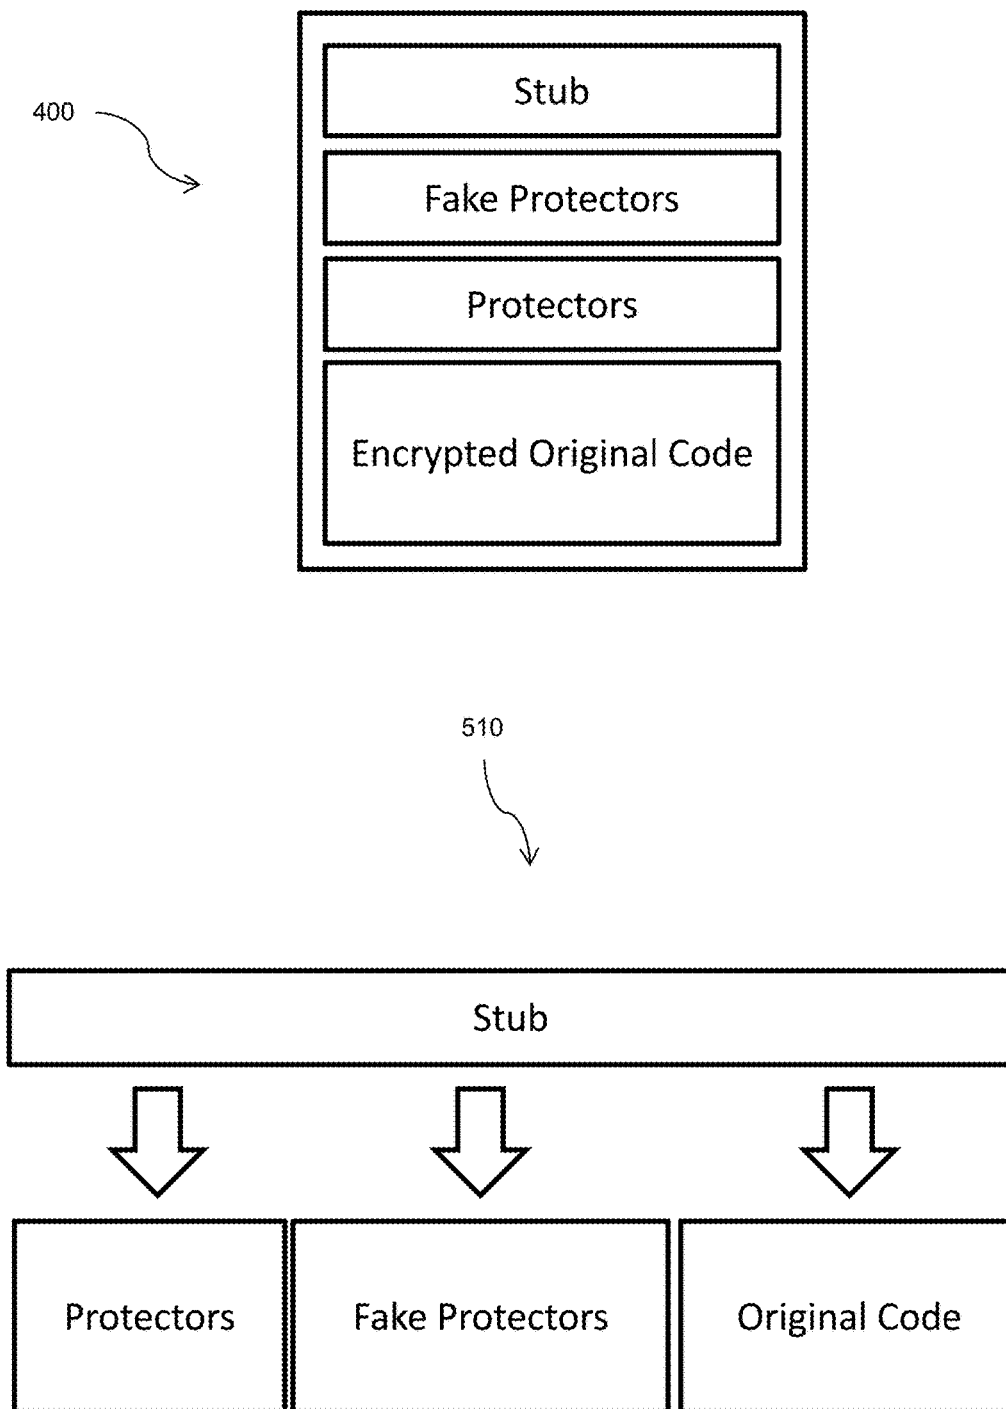 400
Stub
Fake Protectors
Protectors
Encrypted Original Code
510
Stub
Protectors
Fake Protectors
Original Code